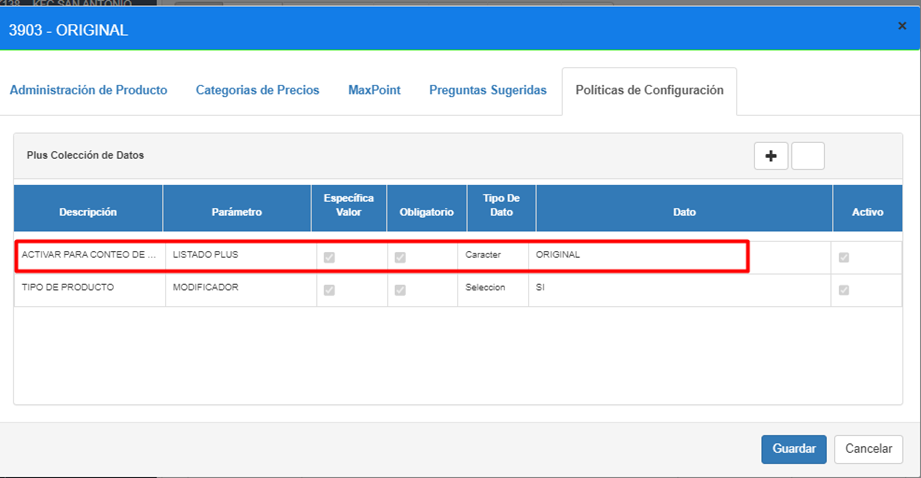 138 KFC SAN ANTONIO
3903 - ORIGINAL
×
Administración de Producto
Categorias de Precios
MaxPoint
Preguntas Sugeridas
Políticas de Configuración
Plus Colección de Datos
Descripción
Parámetro
Específica Valor
Obligatorio
Tipo De Dato
Dato
Activo
ACTIVAR PARA CONTEO DE ...
LISTADO PLUS
Caracter
ORIGINAL
TIPO DE PRODUCTO
MODIFICADOR
Seleccion
SI
Guardar
Cancelar